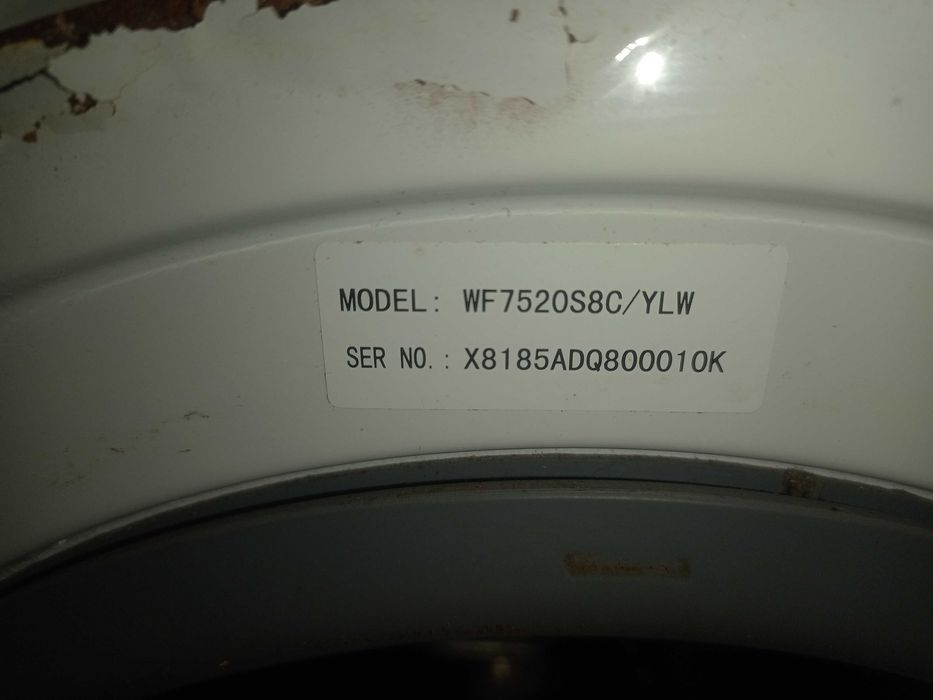 MODEL: WF7520S8C/YLW
SER NO.: X8185ADQ800010K